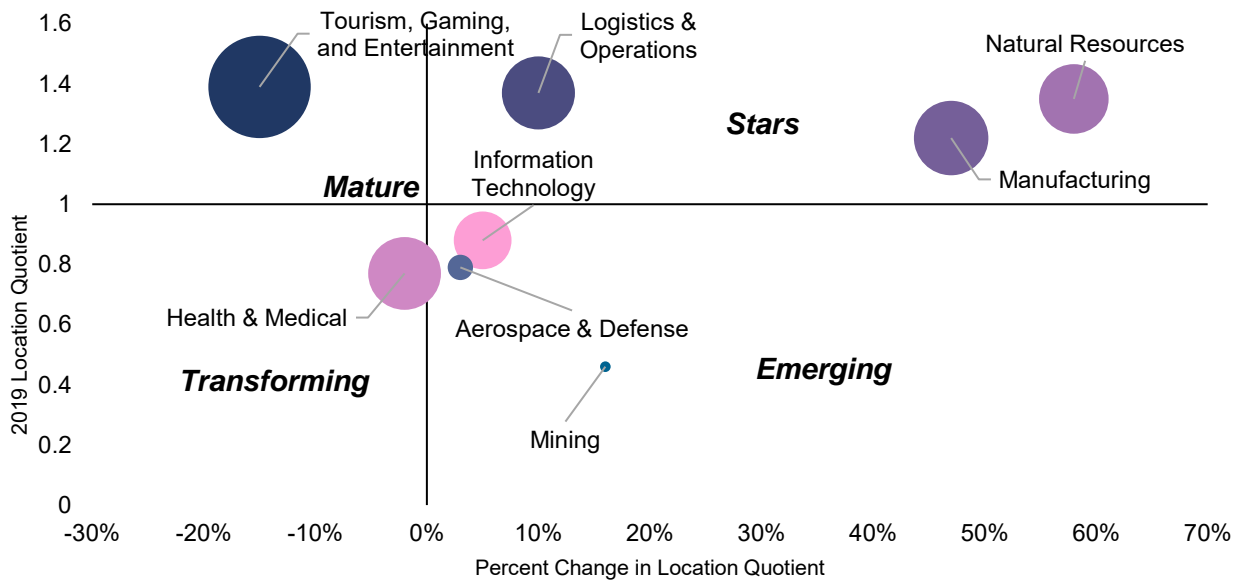 1.6
1.4
1.2
1
0.8
0.6
0.4
0.2
0
2019 Location Quotient
Tourism, Gaming,
and Entertainment
Logistics &
Operations
Natural Resources
Stars
Information
Technology
Manufacturing
Mature
Health & Medical
Aerospace & Defense
Transforming
Emerging
Mining
-30% -20% -10% 0% 10% 20% 30% 40% 50% 60% 70%
Percent Change in Location Quotient